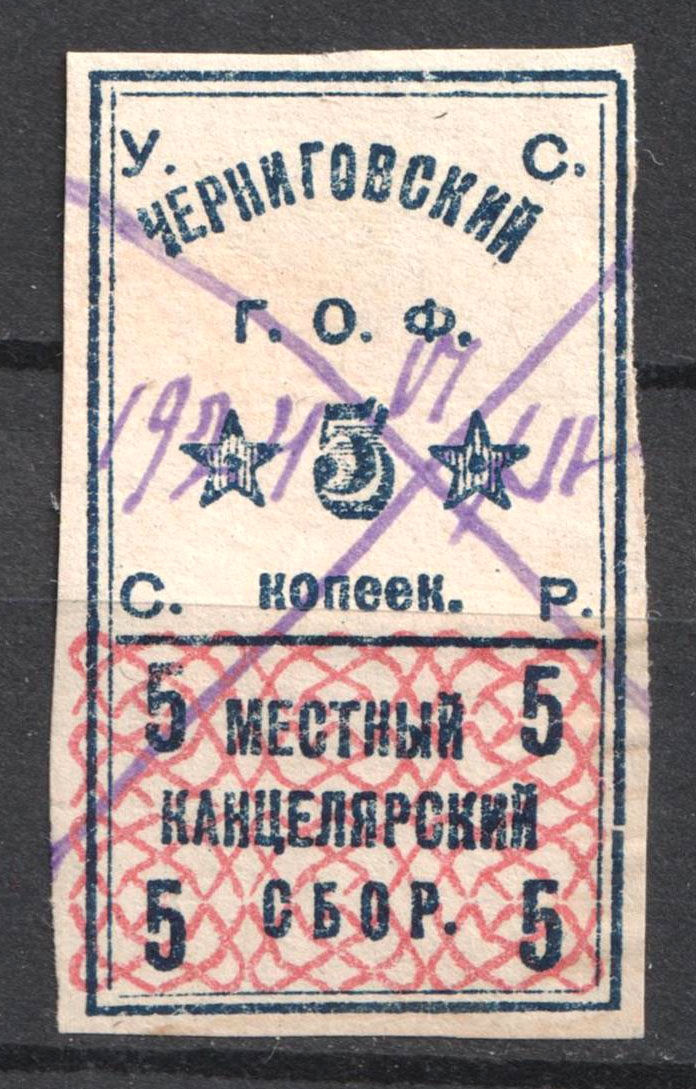 У. С.
ЧЕРНИГОВСКИЙ
Г. О. Ф.
5
С. копеек. Р.
5 5
МЕСТНЫЙ
КАНЦЕЛЯРСКИЙ
5 СБОР. 5